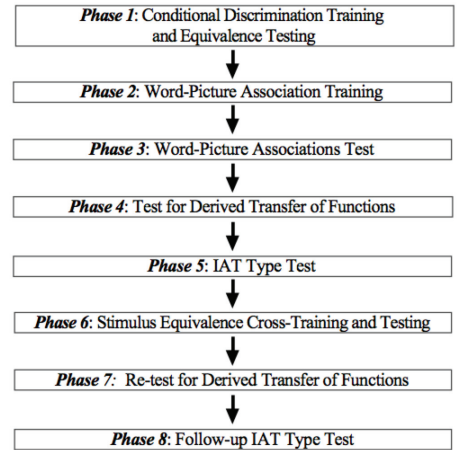 Phase 1: Conditional Discrimination Training
and Equivalence Testing
Phase 2: Word-Picture Association Training
Phase 3: Word-Picture Associations Test
Phase 4: Test for Derived Transfer of Functions
Phase 5: IAT Type Test
Phase 6: Stimulus Equivalence Cross-Training and Testing
Phase 7: Re-test for Derived Transfer of Functions
Phase 8: Follow-up IAT Type Test